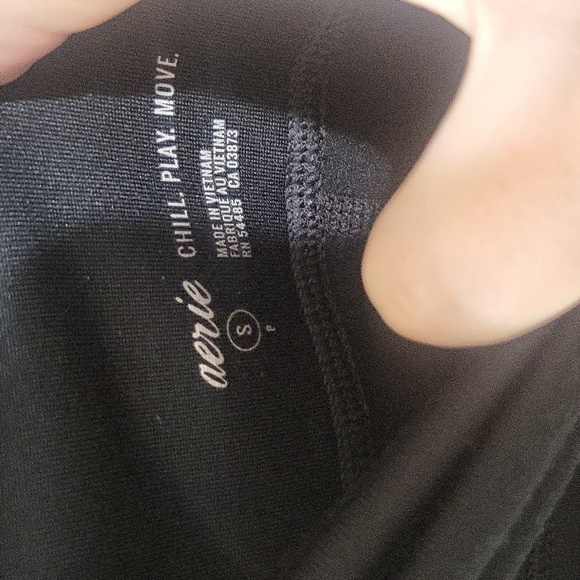 aerie CHILL. PLAY. MOVE.
S
P
MADE IN VIETNAM
FABRIQUÉ AU VIETNAM
RN 54485 CA 03873